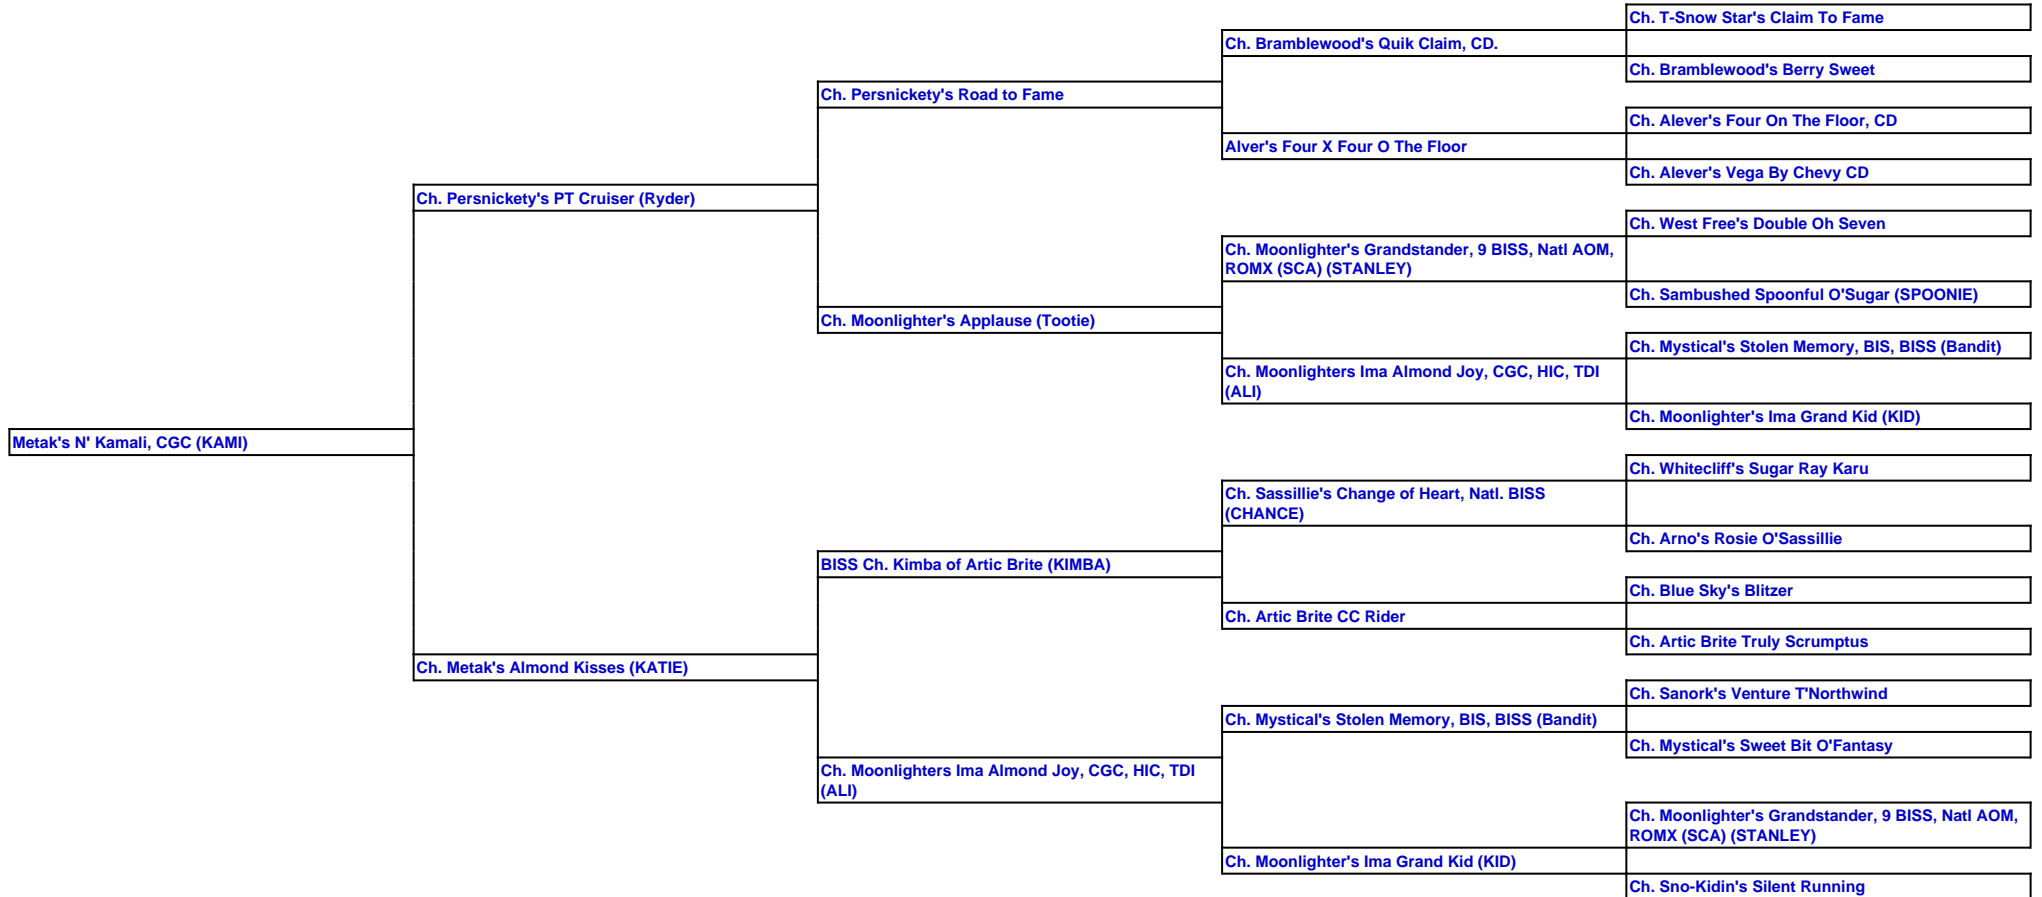 Ch. T-Snow Star's Claim To Fame
Ch. Bramblewood's Quik Claim, CD.
Ch. Bramblewood's Berry Sweet
Ch. Persnickety's Road to Fame
Ch. Alever's Four On The Floor, CD
Alver's Four X Four O The Floor
Ch. Alever's Vega By Chevy CD
Ch. Persnickety's PT Cruiser (Ryder)
Ch. West Free's Double Oh Seven
Ch. Moonlighter's Grandstander, 9 BISS, Natl AOM,
ROMX (SCA) (STANLEY)
Ch. Sambushed Spoonful O'Sugar (SPOONIE)
Ch. Moonlighter's Applause (Tootie)
Ch. Mystical's Stolen Memory, BIS, BISS (Bandit)
Ch. Moonlighters Ima Almond Joy, CGC, HIC, TDI
(ALI)
Ch. Moonlighter's Ima Grand Kid (KID)
Metak's N' Kamali, CGC (KAMI)
Ch. Whitecliff's Sugar Ray Karu
Ch. Sassillie's Change of Heart, Natl. BISS
(CHANCE)
Ch. Arno's Rosie O'Sassillie
BISS Ch. Kimba of Artic Brite (KIMBA)
Ch. Blue Sky's Blitzer
Ch. Artic Brite CC Rider
Ch. Artic Brite Truly Scrumptus
Ch. Metak's Almond Kisses (KATIE)
Ch. Sanork's Venture T'Northwind
Ch. Mystical's Stolen Memory, BIS, BISS (Bandit)
Ch. Mystical's Sweet Bit O'Fantasy
Ch. Moonlighters Ima Almond Joy, CGC, HIC, TDI
(ALI)
Ch. Moonlighter's Grandstander, 9 BISS, Natl AOM,
ROMX (SCA) (STANLEY)
Ch. Moonlighter's Ima Grand Kid (KID)
Ch. Sno-Kidin's Silent Running